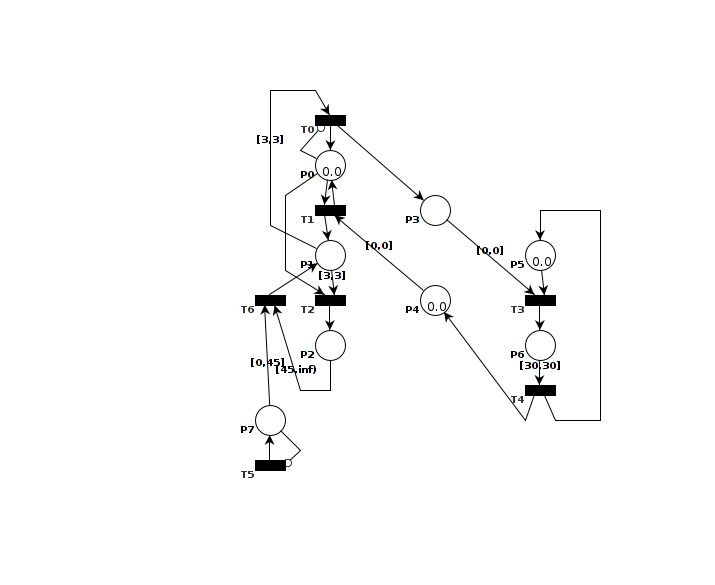 T0
[3,3]
P0
0.0
T1
P3
[0,0]
[0,0]
P1
[3,3]
P5
0.0
T6
T2
P4
0.0
T3
P2
[0,45]
[45,inf)
P6
[30,30]
T4
P7
T5